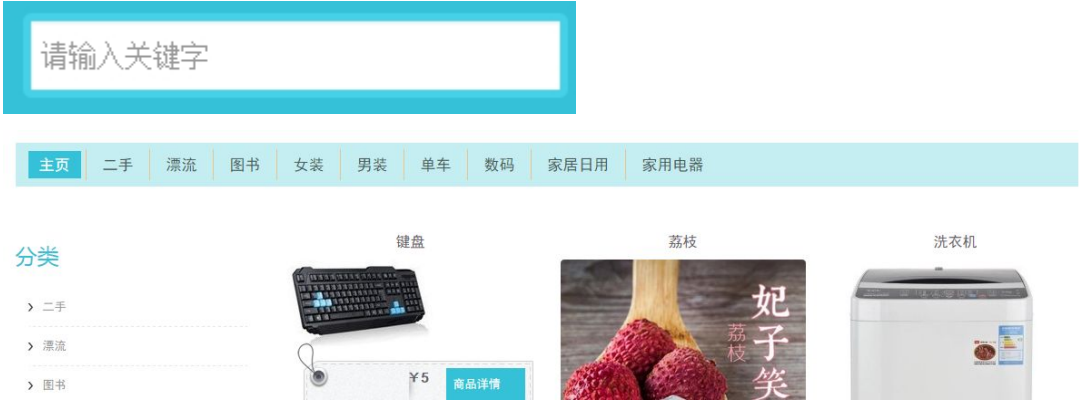 请输入关键字
主页 二手 漂流 图书 女装 男装 单车 数码 家居日用 家用电器
分类
二手
漂流
图书
键盘
¥5 商品详情
荔枝
妃子笑
荔枝
洗衣机